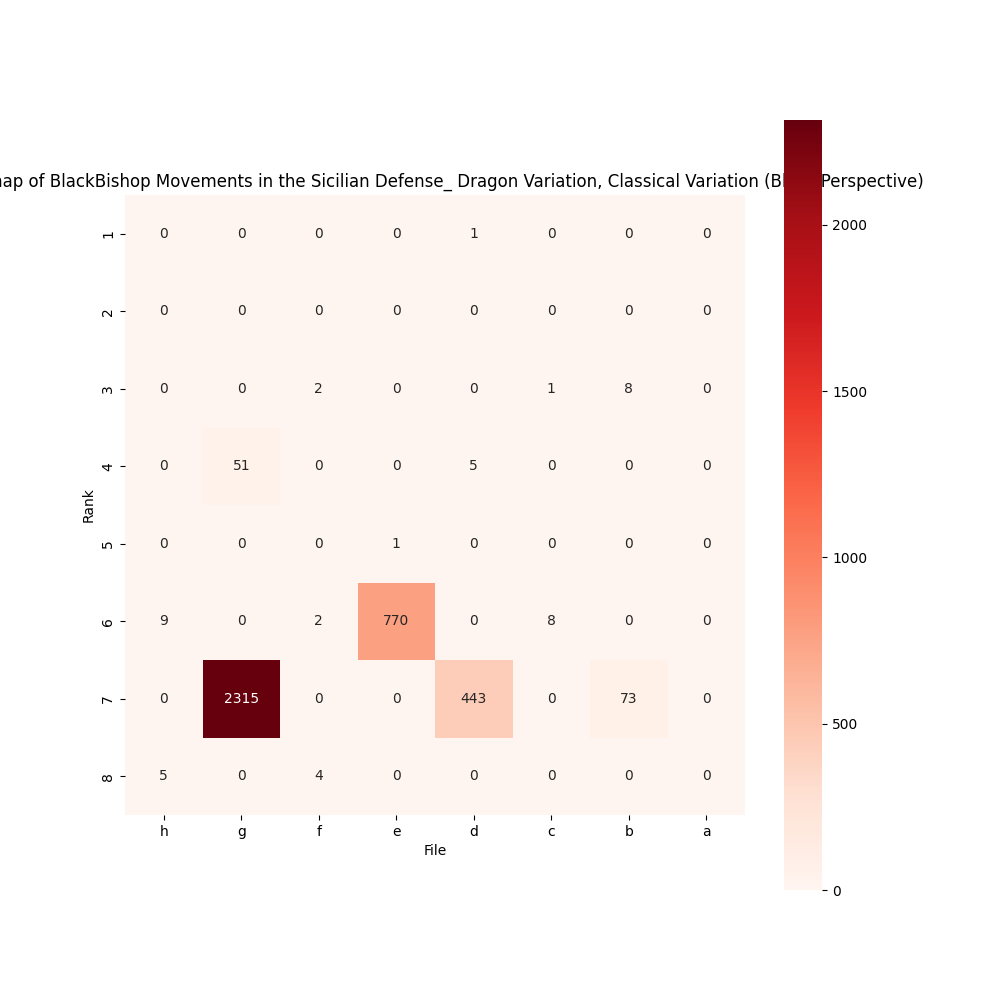 map of BlackBishop Movements in the Sicilian Defense_ Dragon Variation, Classical Variation ( Perspective)
1 0 0 0 0 1 0 0 0
2 0 0 0 0 0 0 0 0
3 0 0 2 0 0 1 8 0
4 0 51 0 0 5 0 0 0
5 0 0 0 1 0 0 0 0
6 9 0 2 770 0 8 0 0
7 0 2315 0 0 443 0 73 0
8 5 0 4 0 0 0 0 0
h g f e d c b a
File
Rank
2000
1500
1000
500
0